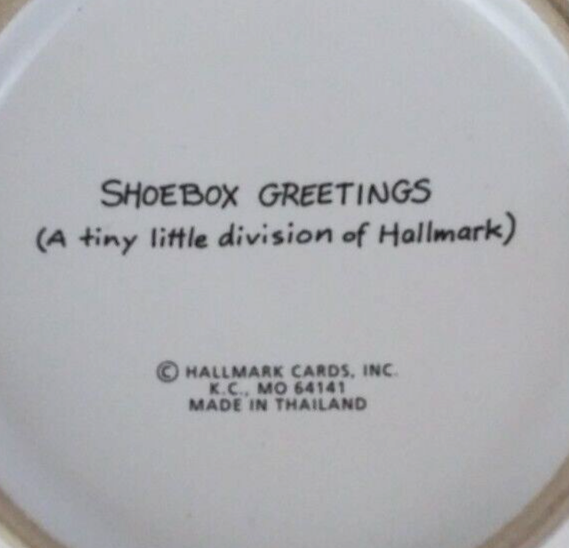 SHOEBOX GREETINGS
(A tiny little division of Hallmark)
© HALLMARK CARDS, INC.
K.C., MO 64141
MADE IN THAILAND